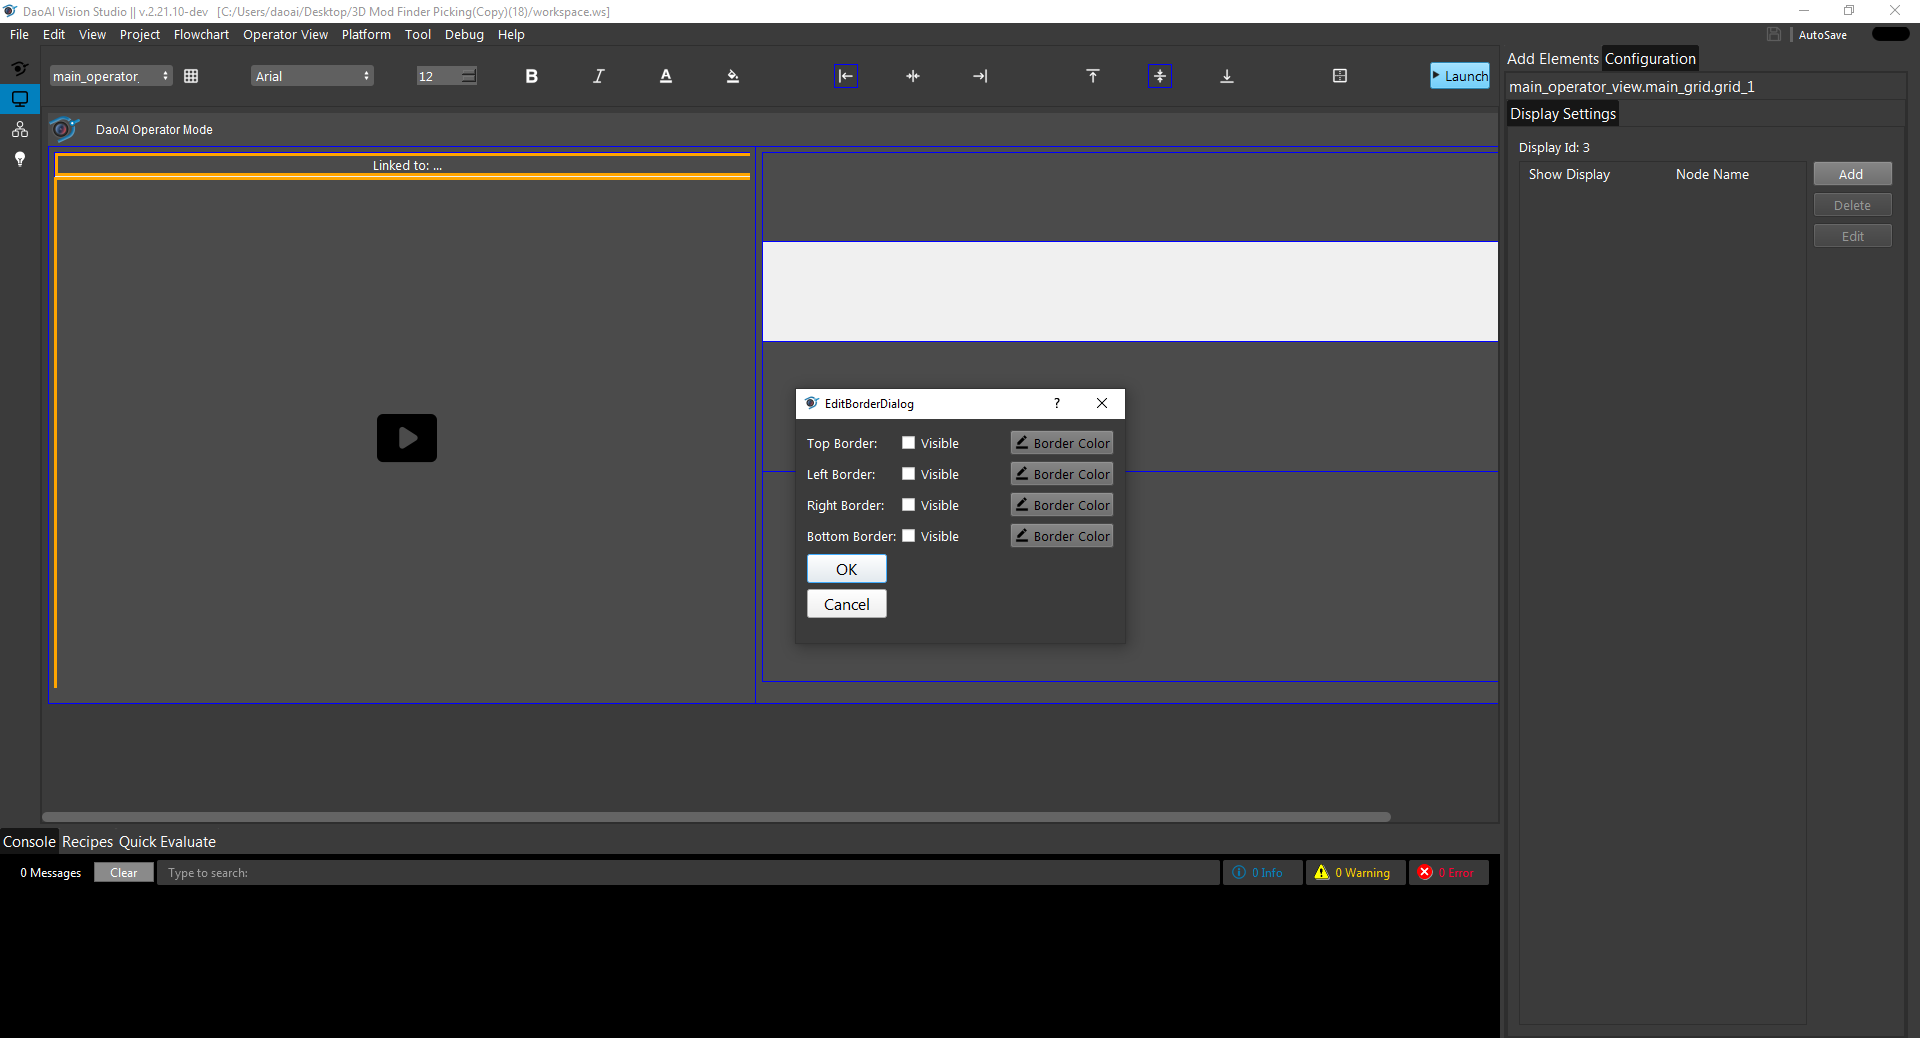 DaoAI Vision Studio || v.2.21.10-dev [C:/Users/daoai/Desktop/3D Mod Finder Picking(Copy)(18)/workspace.ws]
File Edit View Project Flowchart Operator View Platform Tool Debug Help
AutoSave
main_operator_
Arial
12
B
I
A
Launch
DaoAI Operator Mode
Linked to: ...
EditBorderDialog
?
Top Border: Visible Border Color
Left Border: Visible Border Color
Right Border: Visible Border Color
Bottom Border: Visible Border Color
OK
Cancel
Add Elements Configuration
main_operator_view.main_grid.grid_1
Display Settings
Display Id: 3
Show Display Node Name
Add
Delete
Edit
Console Recipes Quick Evaluate
0 Messages Clear Type to search: 0 Info 0 Warning 0 Error